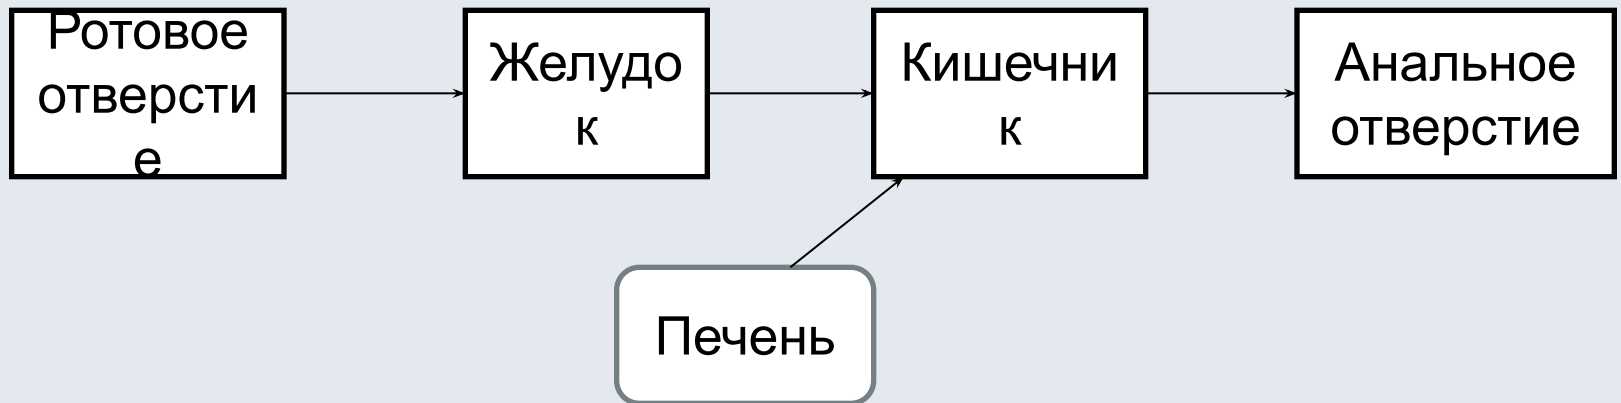 Ротовое
отверсти
е
Желудо
к
Кишечни
к
Анальное
отверстие
Печень